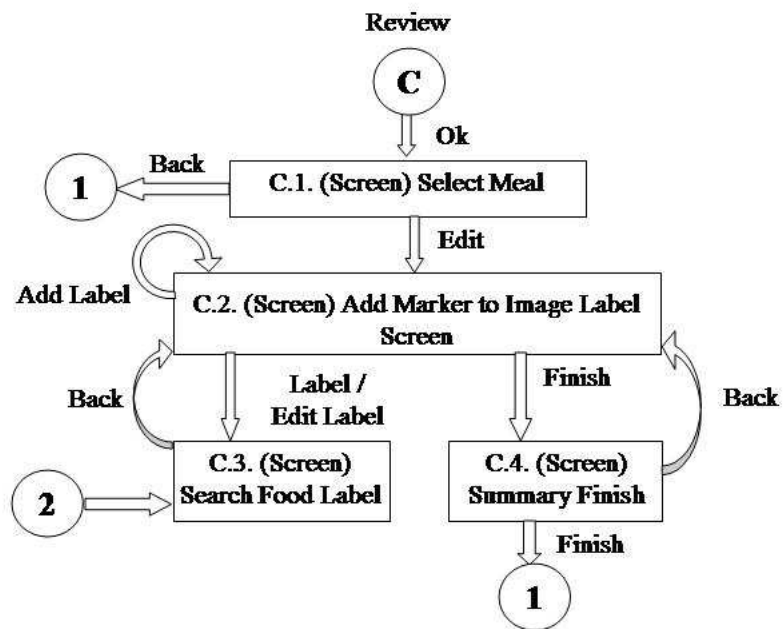 Review
C
Ok
Back
1
C.1. (Screen) Select Meal
Edit
Add Label
C.2. (Screen) Add Marker to Image Label
Screen
Back
Label /
Edit Label
Finish
Back
C.3. (Screen)
Search Food Label
C.4. (Screen)
Summary Finish
2
Finish
1